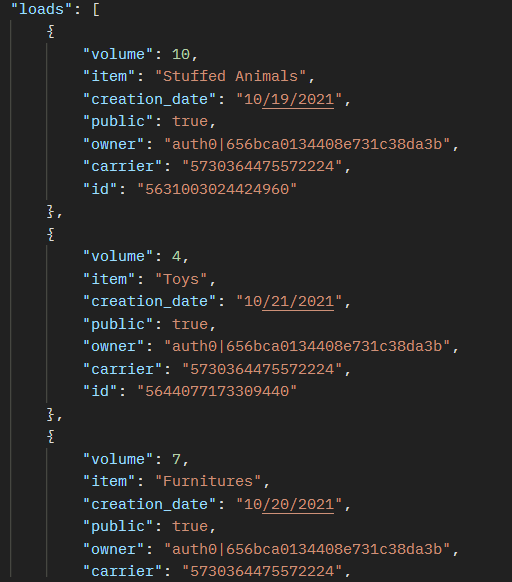 "loads": [
{
"volume": 10,
"item": "Stuffed Animals",
"creation_date": "10/19/2021",
"public": true,
"owner": "auth0|656bca0134408e731c38da3b",
"carrier": "5730364475572224",
"id": "5631003024424960"
},
{
"volume": 4,
"item": "Toys",
"creation_date": "10/21/2021",
"public": true,
"owner": "auth0|656bca0134408e731c38da3b",
"carrier": "5730364475572224",
"id": "5644077173309440"
},
{
"volume": 7,
"item": "Furnitures",
"creation_date": "10/20/2021",
"public": true,
"owner": "auth0|656bca0134408e731c38da3b",
"carrier": "5730364475572224",